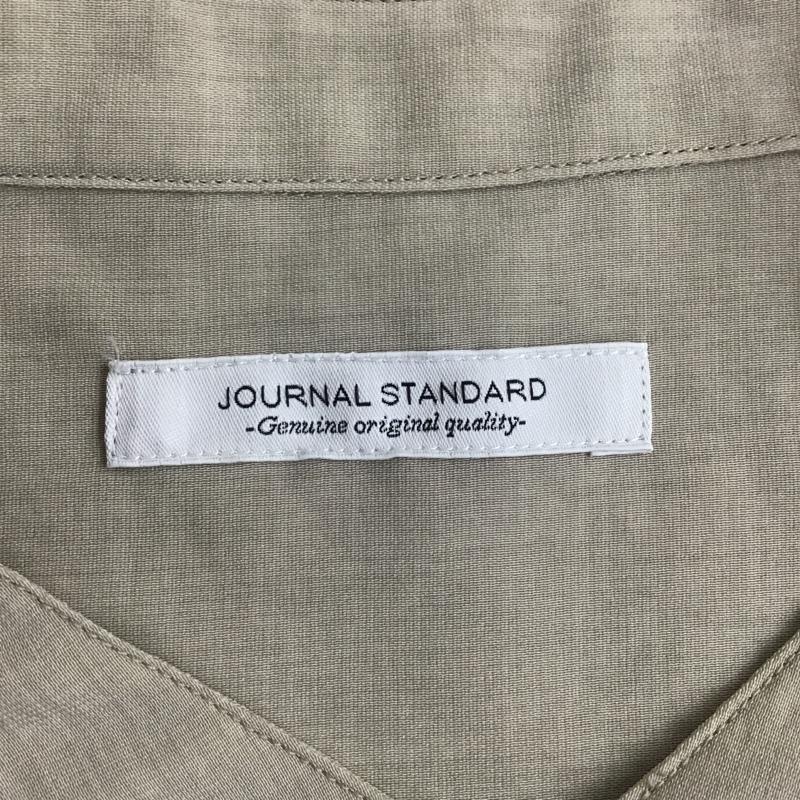 JOURNAL STANDARD
-Genuine original quality-